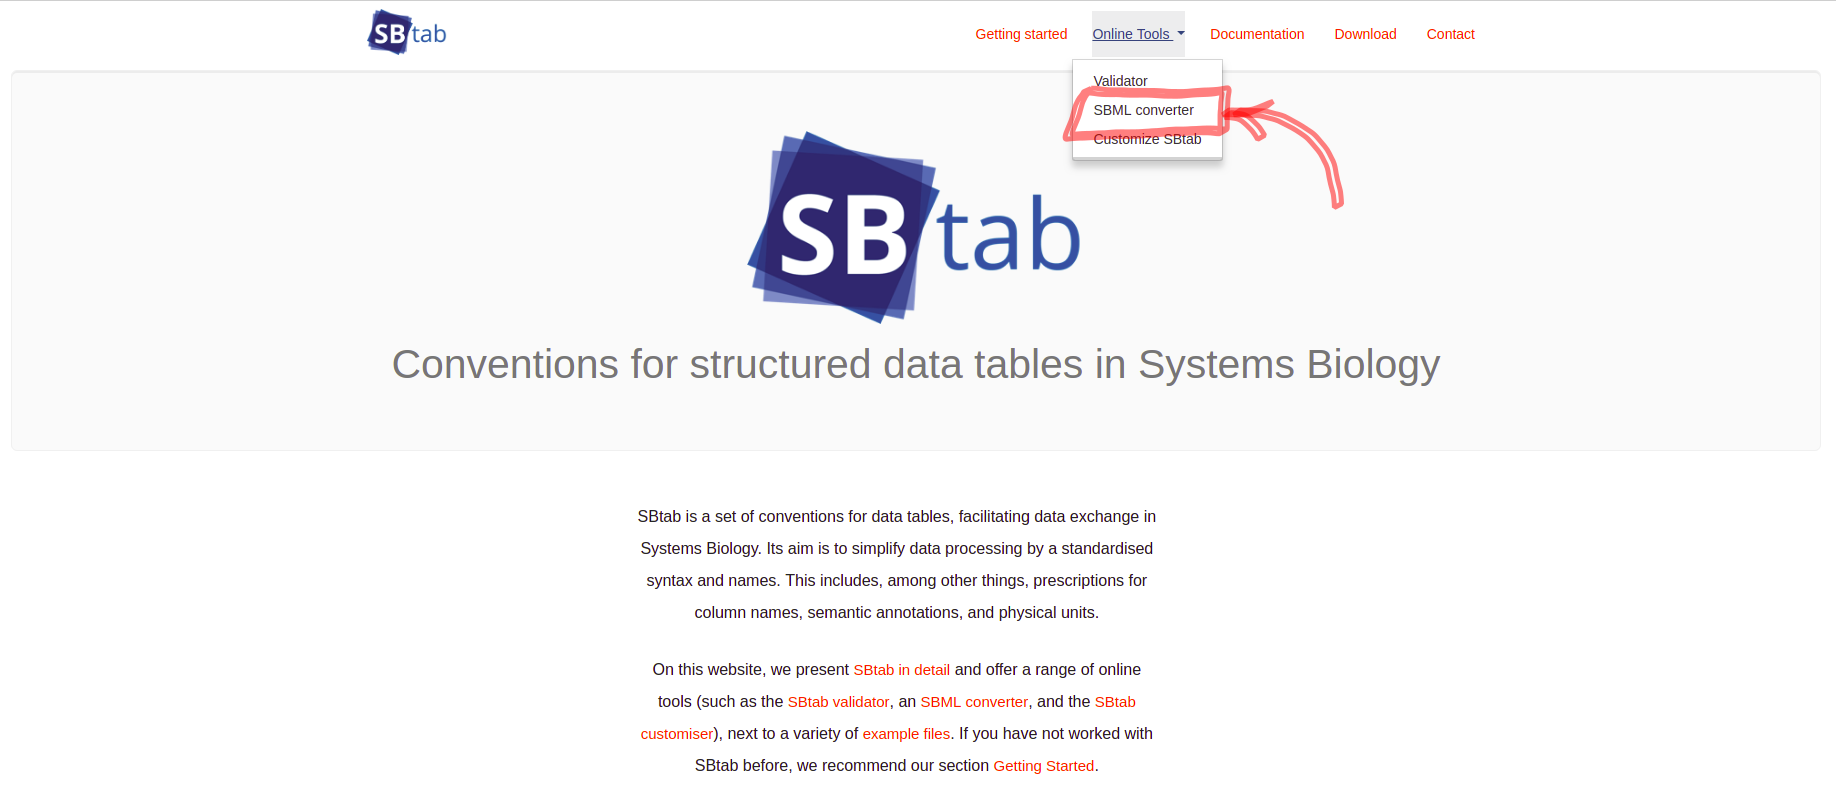 SBtab
Getting started Online Tools Documentation Download Contact
Validator
SBML converter
Customize SBtab
SBtab
Conventions for structured data tables in Systems Biology
SBtab is a set of conventions for data tables, facilitating data exchange in
Systems Biology. Its aim is to simplify data processing by a standardised
syntax and names. This includes, among other things, prescriptions for
column names, semantic annotations, and physical units.
On this website, we present SBtab in detail and offer a range of online
tools (such as the SBtab validator, an SBML converter, and the SBtab
customiser), next to a variety of example files. If you have not worked with
SBtab before, we recommend our section Getting Started.